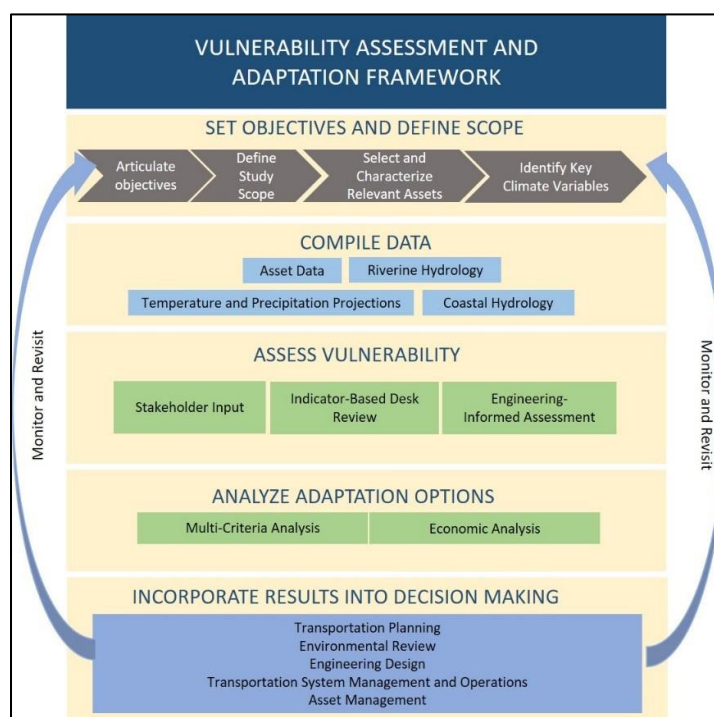 VULNERABILITY ASSESSMENT AND
ADAPTATION FRAMEWORK
SET OBJECTIVES AND DEFINE SCOPE
Articulate
objectives
Define
Study
Scope
Select and
Characterize
Relevant Assets
Identify Key
Climate Variables
COMPILE DATA
Asset Data
Riverine Hydrology
Temperature and Precipitation Projections
Coastal Hydrology
ASSESS VULNERABILITY
Stakeholder Input
Indicator-Based Desk
Review
Engineering-
Informed Assessment
ANALYZE ADAPTATION OPTIONS
Multi-Criteria Analysis
Economic Analysis
INCORPORATE RESULTS INTO DECISION MAKING
Transportation Planning
Environmental Review
Engineering Design
Transportation System Management and Operations
Asset Management
Monitor and Revisit
Monitor and Revisit